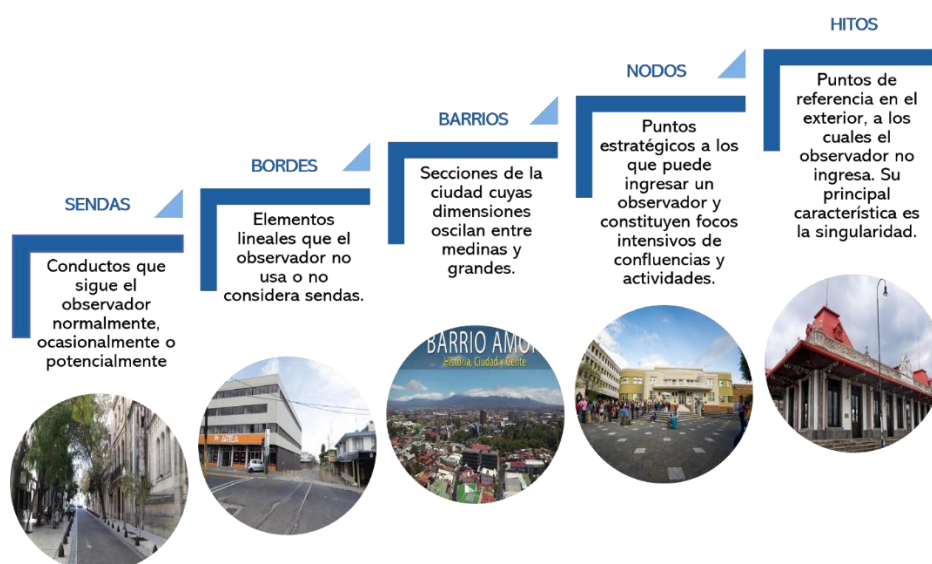 SENDAS
Conductos que
sigue el
observador
normalmente,
ocasionalmente o
potencialmente
BORDES
Elementos
lineales que el
observador no
usa o no
considera sendas.
BARRIOS
Secciones de la
ciudad cuyas
dimensiones
oscilan entre
medinas y
grandes.
BARRIO AMO
Historia, Ciudad y Gente
NODOS
Puntos
estratégicos a los
que puede
ingresar un
observador y
constituyen focos
intensivos de
confluencias y
actividades.
HITOS
Puntos de
referencia en el
exterior, a los
cuales el
observador no
ingresa. Su
principal
característica es
la singularidad.